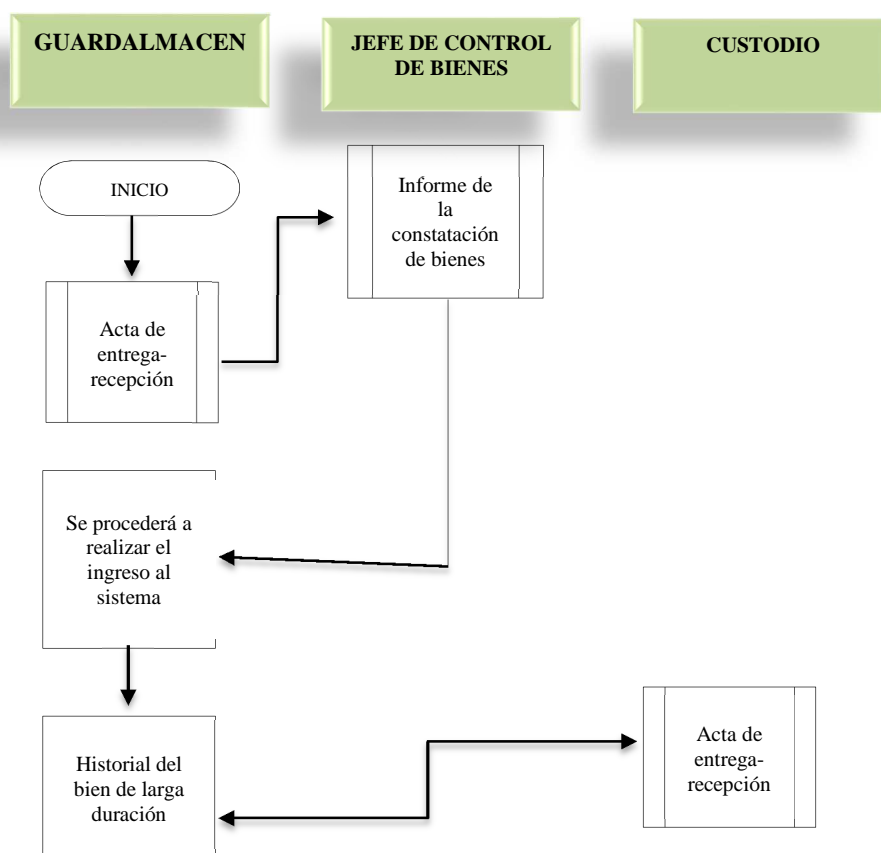 GUARDALMACEN
JEFE DE CONTROL
DE BIENES
CUSTODIO
INICIO
Informe de
la
constatación
de bienes
Acta de
entrega-
recepción
Se procederá a
realizar el
ingreso al
sistema
Historial del
bien de larga
duración
Acta de
entrega-
recepción